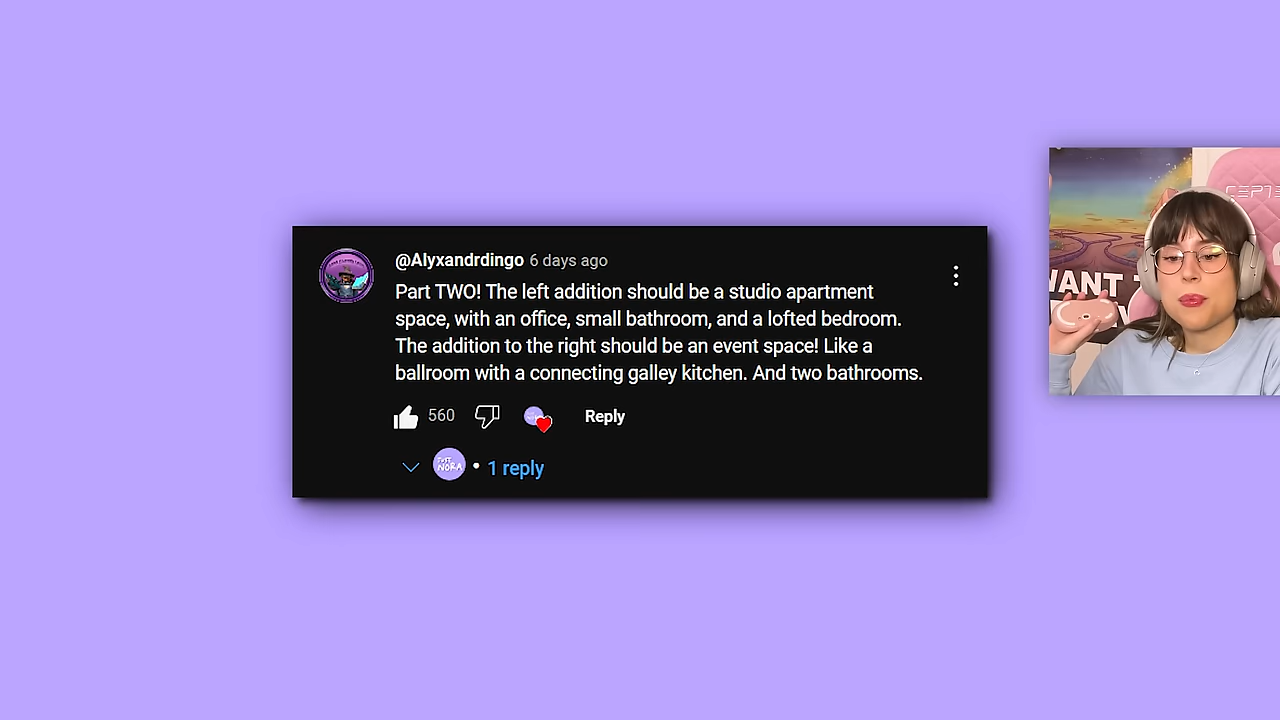 @Alyxandrdingo 6 days ago
Part TWO! The left addition should be a studio apartment
space, with an office, small bathroom, and a lofted bedroom.
The addition to the right should be an event space! Like a
ballroom with a connecting galley kitchen. And two bathrooms.
560 Reply
JUST NORA • 1 reply
WANT